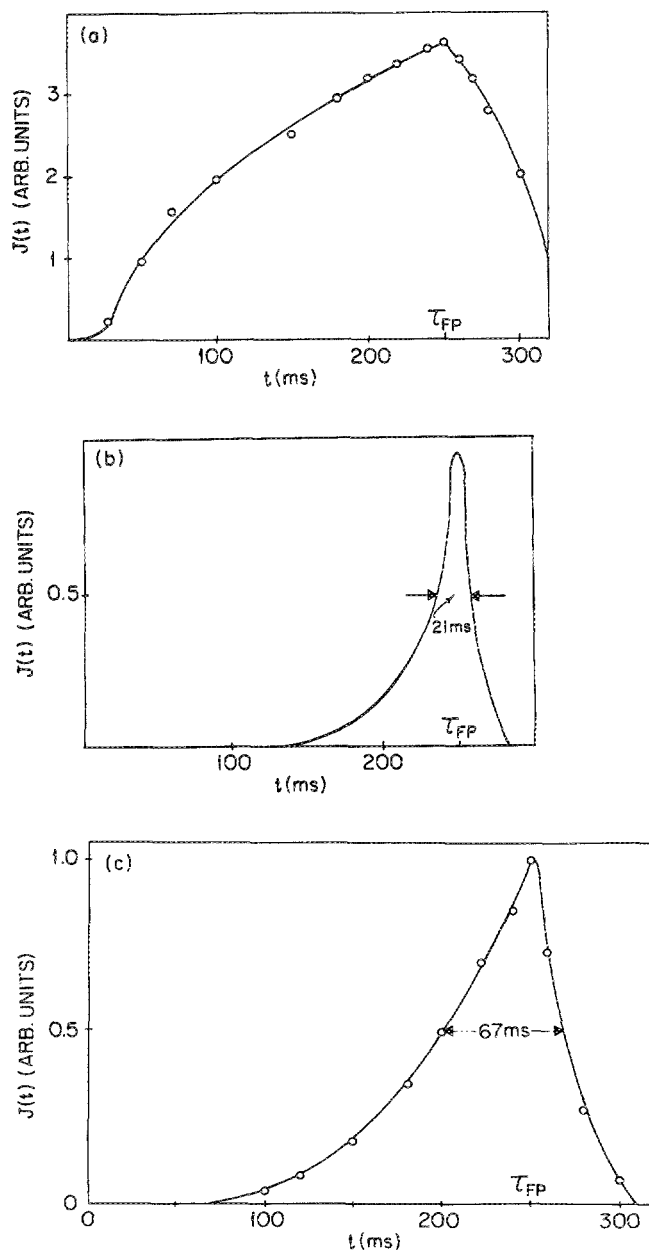 (a)
J(t) (ARB. UNITS)
3
2
1
τFP
100
200
300
t(ms)
(b)
J(t) (ARB. UNITS)
0.5
21ms
τFP
100
200
t(ms)
(c)
J(t) (ARB. UNITS)
1.0
0.5
0
67ms
τFP
0
100
200
300
t(ms)